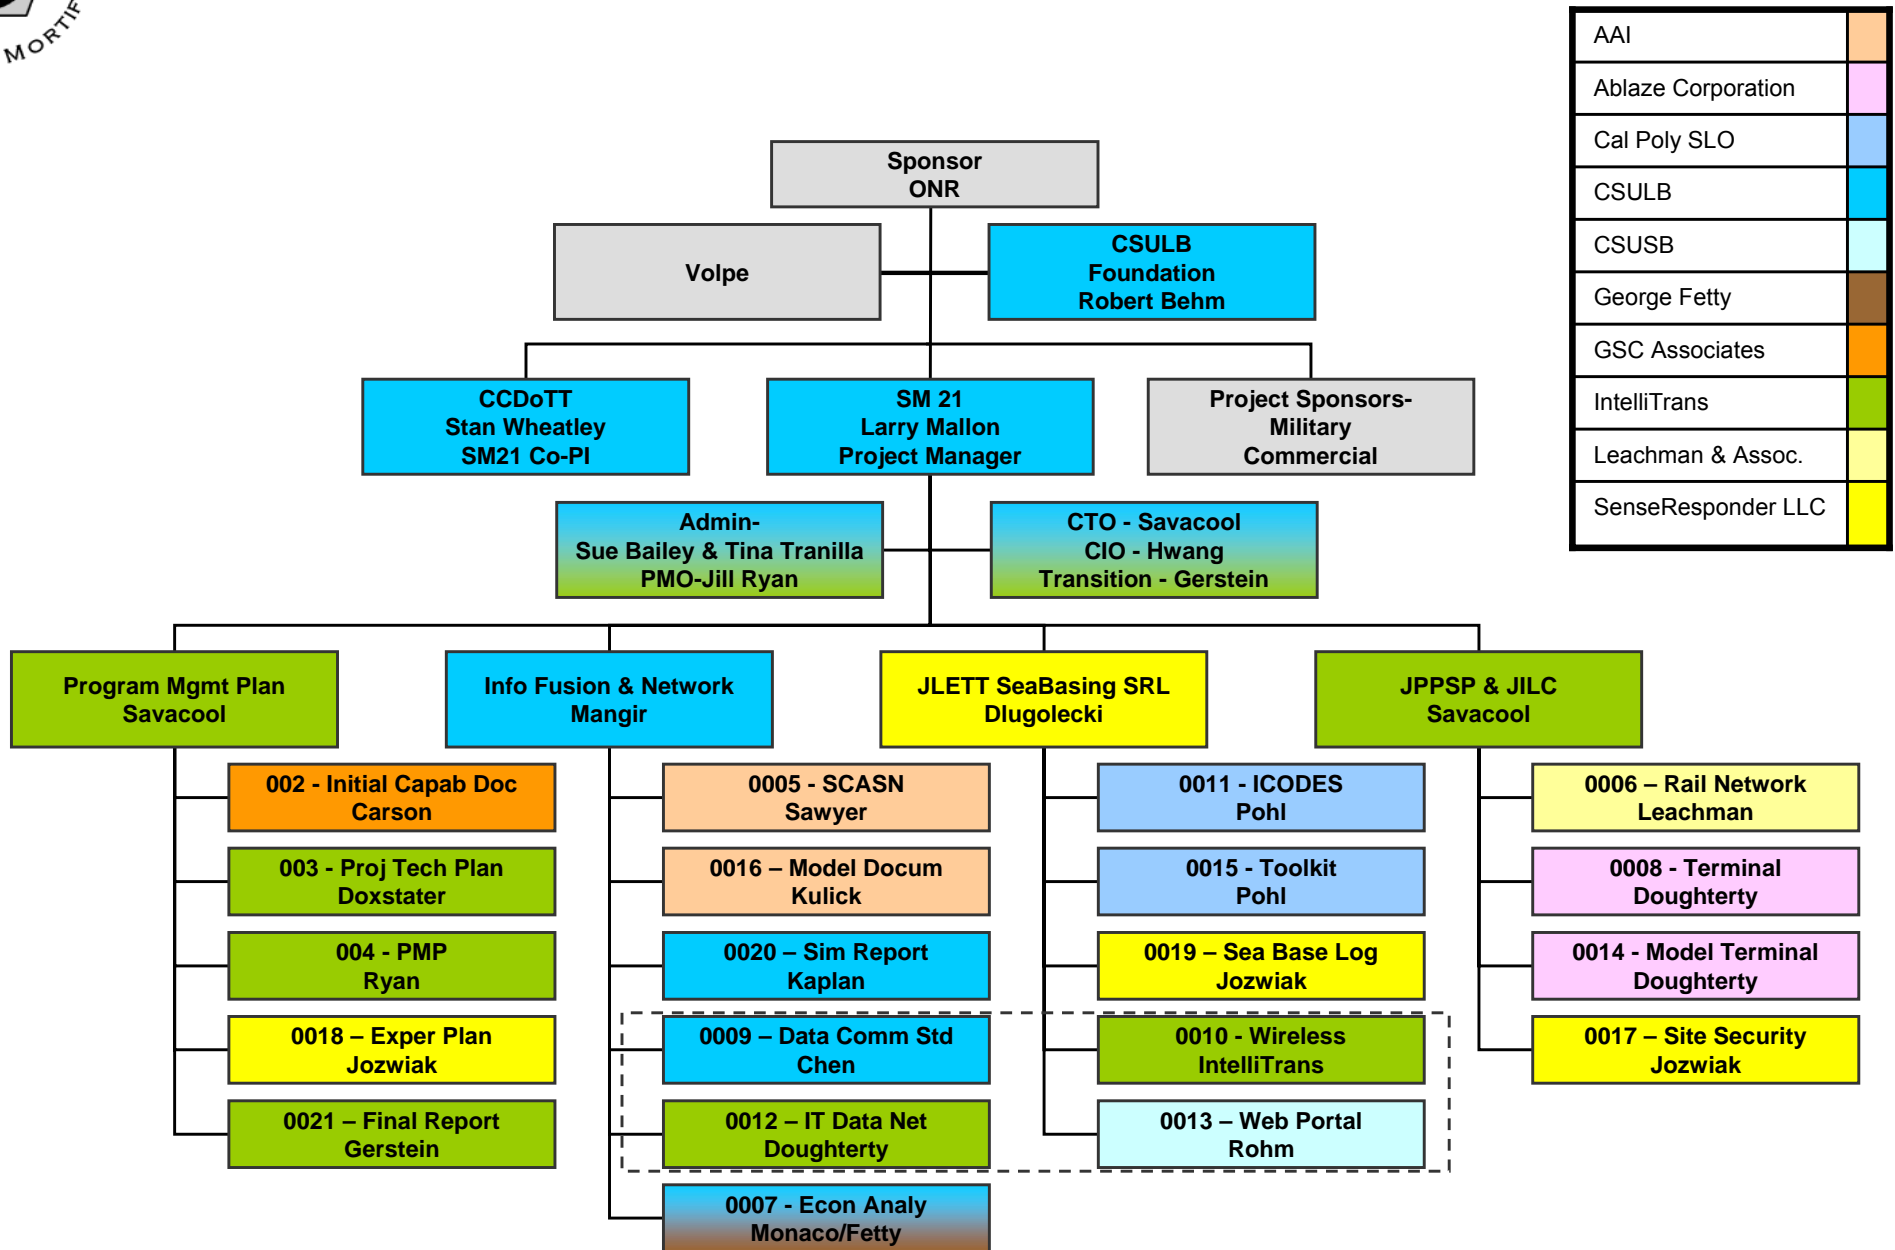 MORTIF
AAI
Ablaze Corporation
Cal Poly SLO
CSULB
CSUSB
George Fetty
GSC Associates
IntelliTrans
Leachman & Assoc.
SenseResponder LLC
Sponsor
ONR
Volpe
CSULB
Foundation
Robert Behm
CCDoTT
Stan Wheatley
SM21 Co-PI
SM 21
Larry Mallon
Project Manager
Project Sponsors-
Military
Commercial
Admin-
Sue Bailey & Tina Tranilla
PMO-Jill Ryan
CTO - Savacool
CIO - Hwang
Transition - Gerstein
Program Mgmt Plan
Savacool
Info Fusion & Network
Mangir
JLETT SeaBasing SRL
Dlugolecki
JPPSP & JILC
Savacool
002 - Initial Capab Doc
Carson
003 - Proj Tech Plan
Doxstater
004 - PMP
Ryan
0018 – Exper Plan
Jozwiak
0021 – Final Report
Gerstein
0005 - SCASN
Sawyer
0016 – Model Docum
Kulick
0020 – Sim Report
Kaplan
0009 – Data Comm Std
Chen
0012 – IT Data Net
Doughterty
0007 - Econ Analy
Monaco/Fetty
0011 - ICODES
Pohl
0015 - Toolkit
Pohl
0019 – Sea Base Log
Jozwiak
0010 - Wireless
IntelliTrans
0013 – Web Portal
Rohm
0006 – Rail Network
Leachman
0008 - Terminal
Doughterty
0014 - Model Terminal
Doughterty
0017 – Site Security
Jozwiak